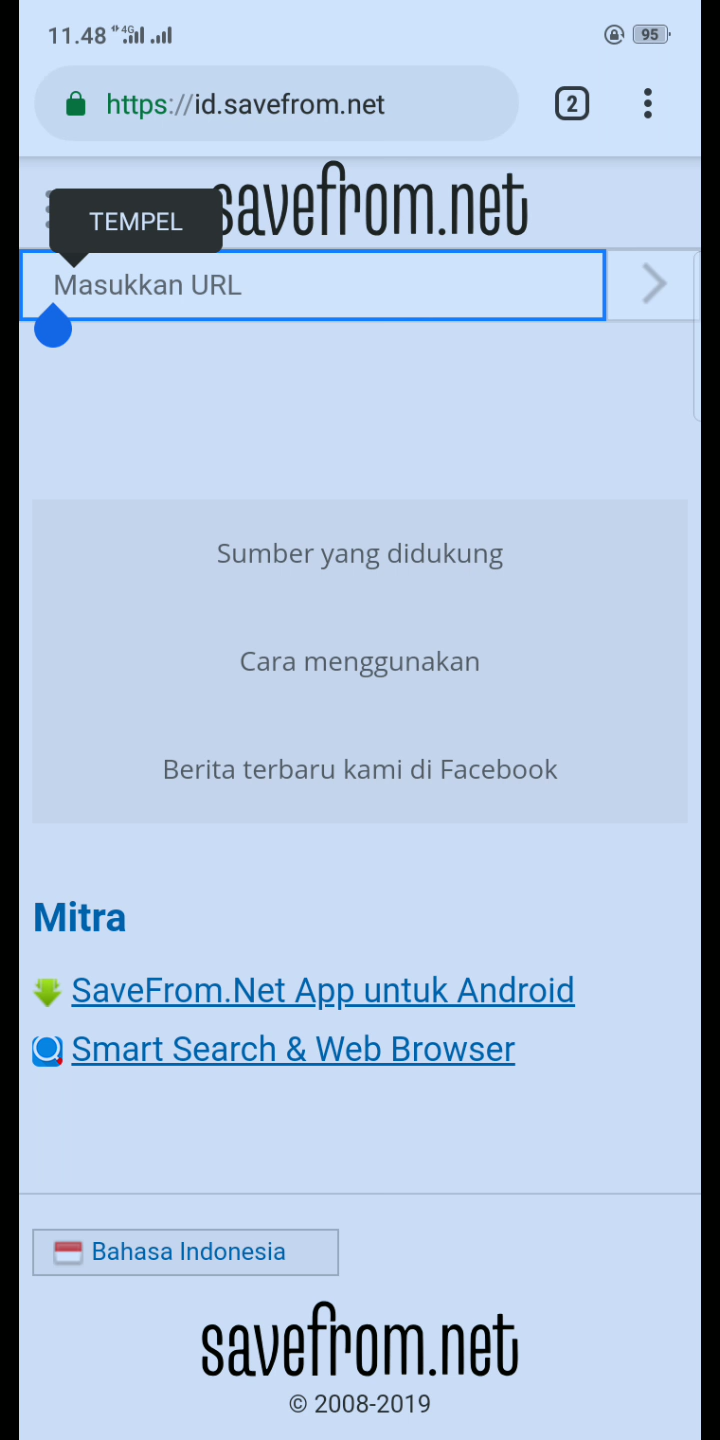 11.48 4G 95
https://id.savefrom.net 2
savefrom.net
TEMPEL
Masukkan URL
Sumber yang didukung
Cara menggunakan
Berita terbaru kami di Facebook
Mitra
SaveFrom.Net App untuk Android
Smart Search & Web Browser
Bahasa Indonesia
savefrom.net
© 2008-2019